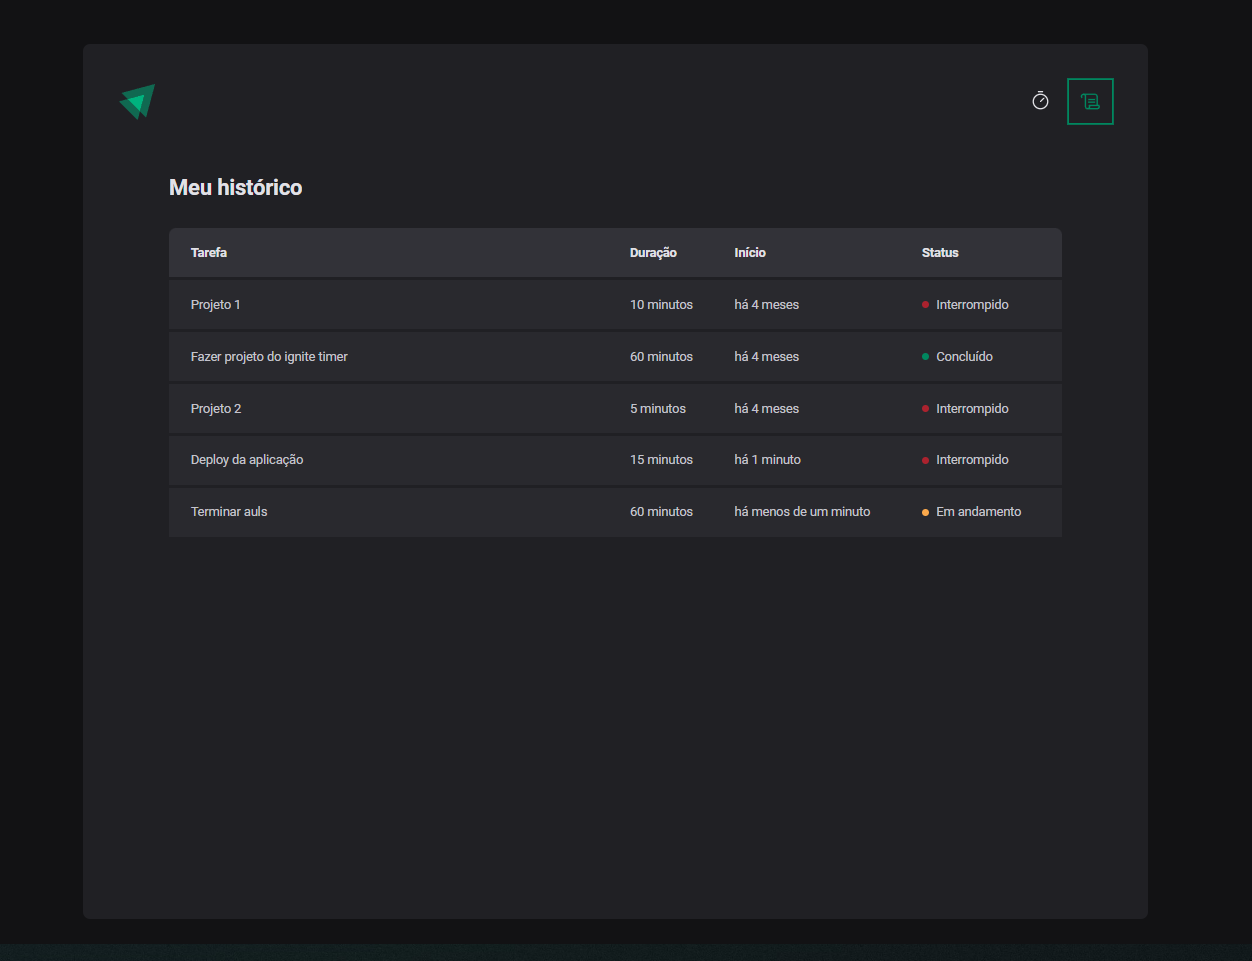 Meu histórico
Tarefa Duração Início Status
Projeto 1 10 minutos há 4 meses Interrompido
Fazer projeto do ignite timer 60 minutos há 4 meses Concluído
Projeto 2 5 minutos há 4 meses Interrompido
Deploy da aplicação 15 minutos há 1 minuto Interrompido
Terminar auls 60 minutos há menos de um minuto Em andamento